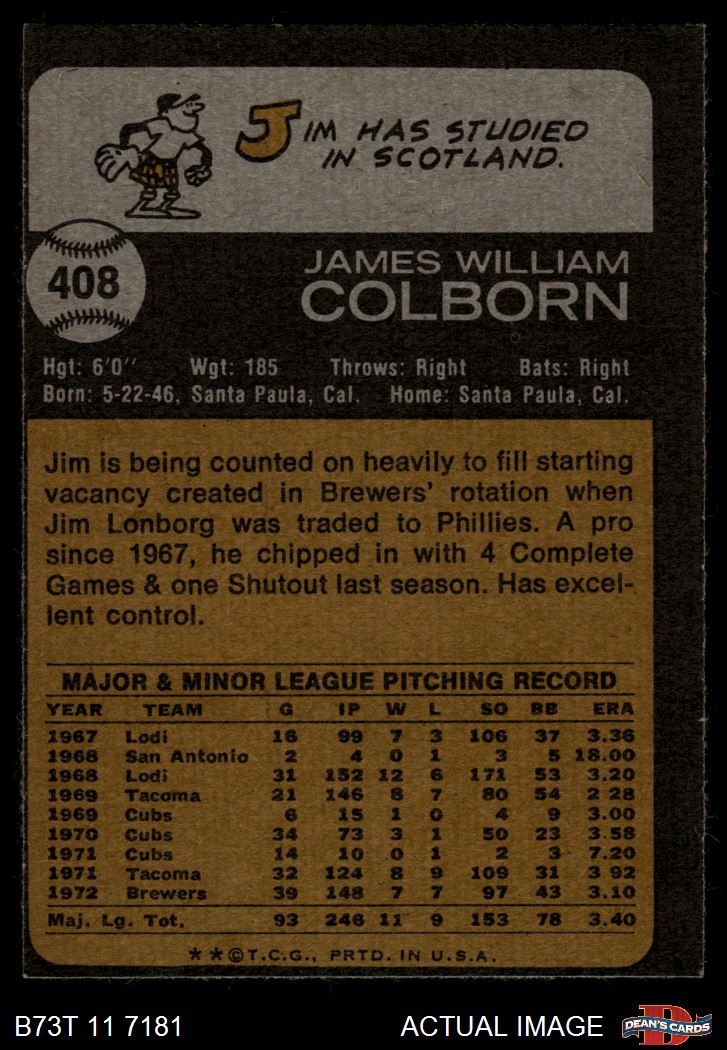 JIM HAS STUDIED
IN SCOTLAND.
408
JAMES WILLIAM
COLBORN
Hgt: 6'0" Wgt: 185 Throws: Right Bats: Right
Born: 5-22-46, Santa Paula, Cal. Home: Santa Paula, Cal.
Jim is being counted on heavily to fill starting
vacancy created in Brewers' rotation when
Jim Lonborg was traded to Phillies. A pro
since 1967, he chipped in with 4 Complete
Games & one Shutout last season. Has excel-
lent control.
MAJOR & MINOR LEAGUE PITCHING RECORD
YEAR TEAM G IP W L SO BB ERA
1967 Lodi 16 99 7 3 106 37 3.36
1968 San Antonio 2 4 0 1 3 5 18.00
1968 Lodi 31 152 12 6 171 53 3.20
1969 Tacoma 21 146 8 7 80 54 2 28
1969 Cubs 6 15 1 0 4 9 3.00
1970 Cubs 34 73 3 1 50 23 3.58
1971 Cubs 14 10 0 1 2 3 7.20
1971 Tacoma 32 124 8 9 109 31 3 92
1972 Brewers 39 148 7 7 97 43 3.10
Maj. Lg. Tot. 93 246 11 9 153 78 3.40
**©T.C.G., PRTD. IN U.S.A.
B73T 11 7181 ACTUAL IMAGE
D
DEAN'S CARDS